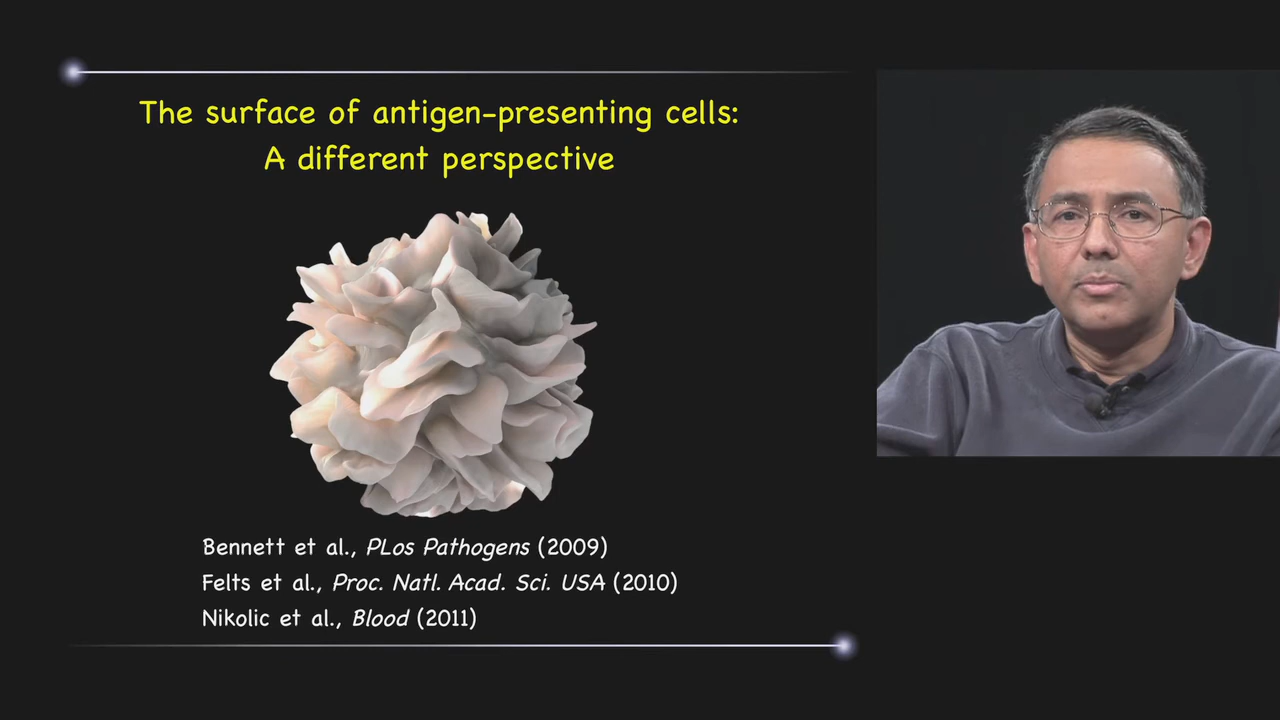 The surface of antigen-presenting cells:
A different perspective
Bennett et al., PLos Pathogens (2009)
Felts et al., Proc. Natl. Acad. Sci. USA (2010)
Nikolic et al., Blood (2011)